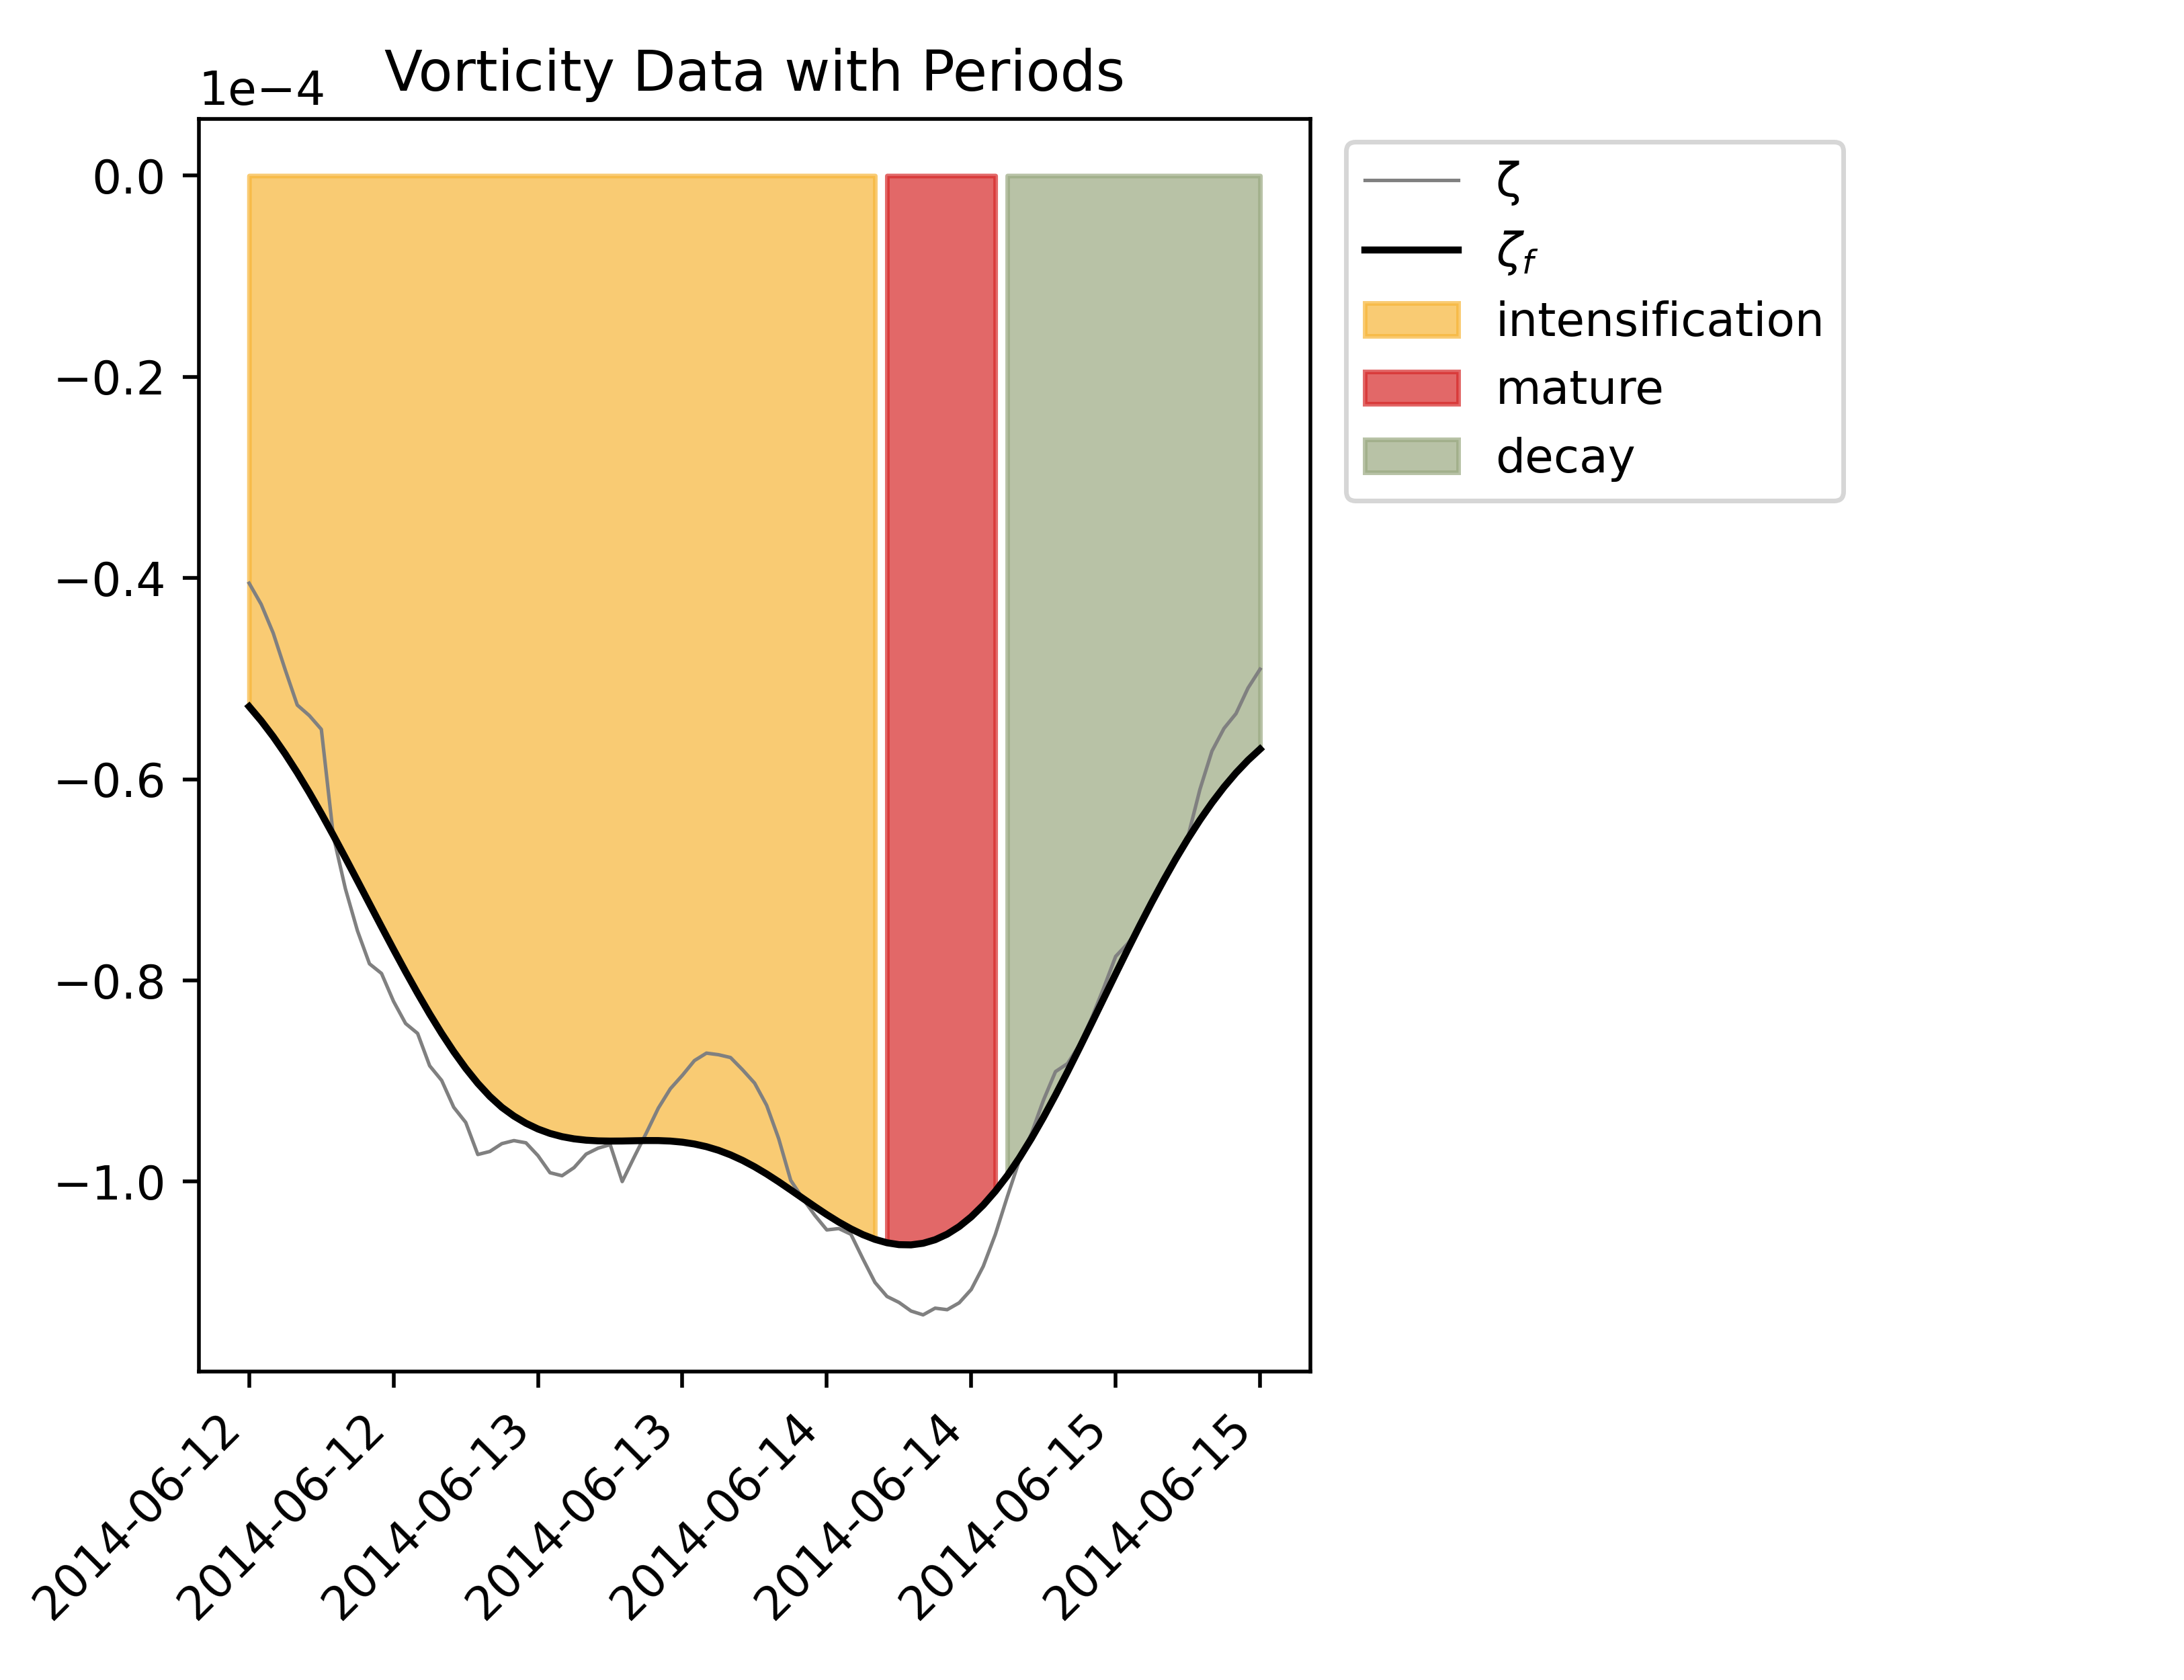 Vorticity Data with Periods
1e−4
0.0
−0.2
−0.4
−0.6
−0.8
−1.0
2014-06-12
2014-06-12
2014-06-13
2014-06-13
2014-06-14
2014-06-14
2014-06-15
2014-06-15
ζ
ζf
intensification
mature
decay